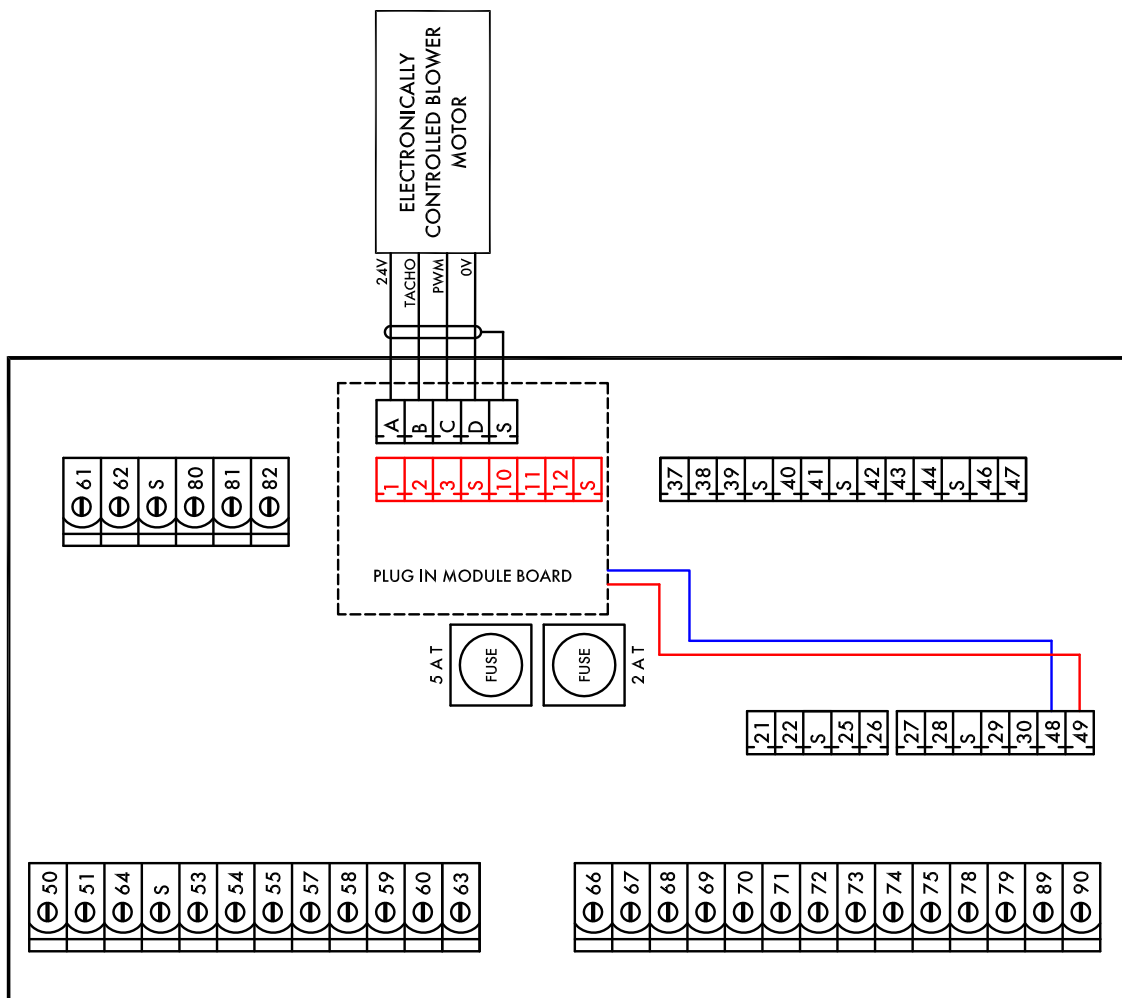 ELECTRONICALLY
CONTROLLED BLOWER
MOTOR
24V
TACHO
PWM
0V
A
B
C
D
S
61
62
S
80
81
82
1
2
3
S
10
11
12
S
37
38
39
S
40
41
S
42
43
44
S
46
47
PLUG IN MODULE BOARD
5 A T
FUSE
FUSE
2 A T
21
22
S
25
26
27
28
S
29
30
48
49
50
51
64
S
53
54
55
57
58
59
60
63
66
67
68
69
70
71
72
73
74
75
78
79
89
90